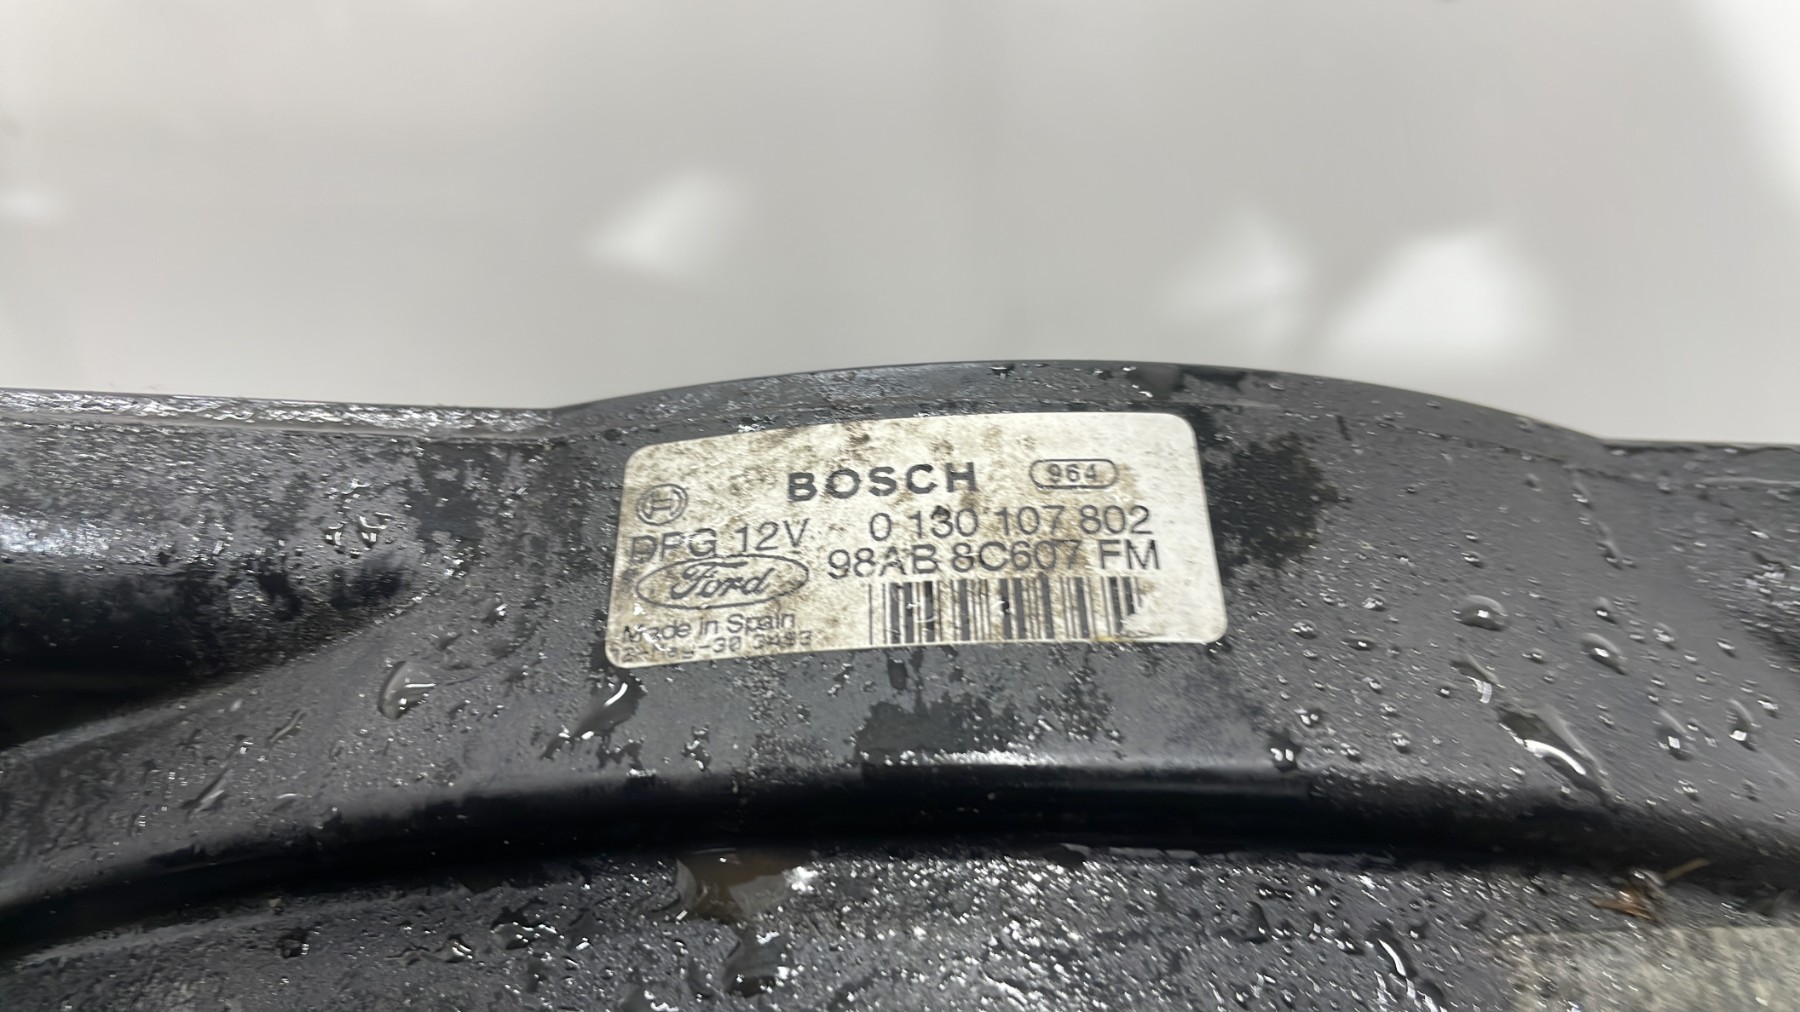 BOSCH 964
DPG 12V 0 130 107 802
Ford 98AB 8C607 FM
Made in Spain